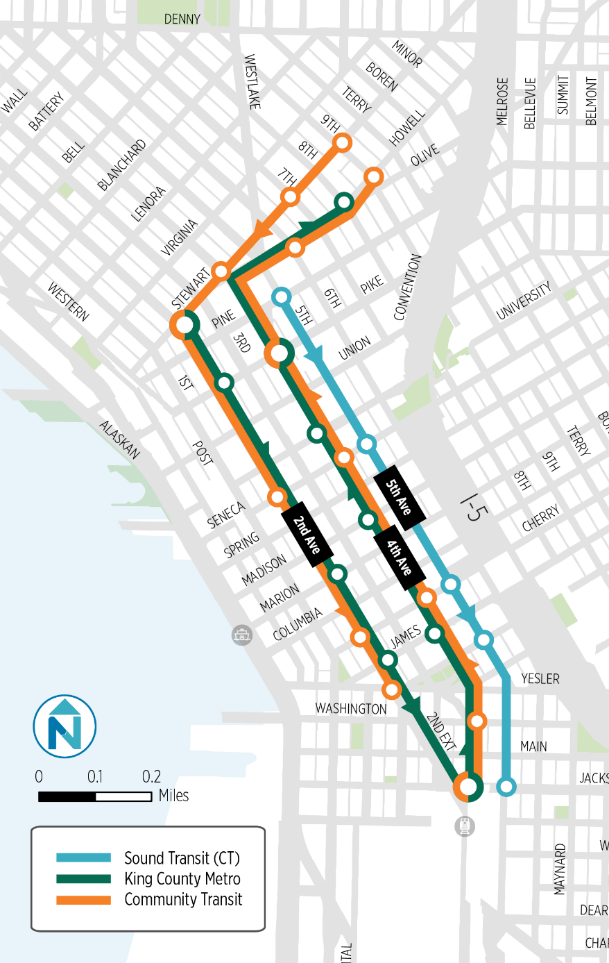 DENNY
MINOR
BOREN
TERRY
WESTLAKE
9TH
8TH
7TH
HOWELL
OLIVE
MELROSE
BELLEVUE
SUMMIT
BELMONT
WALL
BATTERY
BELL
BLANCHARD
LENORA
VIRGINIA
STEWART
WESTERN
PINE
3RD
5TH
6TH
PIKE
CONVENTION
UNIVERSITY
UNION
1ST
POST
ALASKAN
SENECA
SPRING
MADISON
MARION
COLUMBIA
2nd Ave
5th Ave
4th Ave
I-5
TERRY
9TH
8TH
CHERRY
JAMES
YESLER
WASHINGTON
2ND EXT
MAIN
MAYNARD
N
0 0.1 0.2
Miles
Sound Transit (CT)
King County Metro
Community Transit